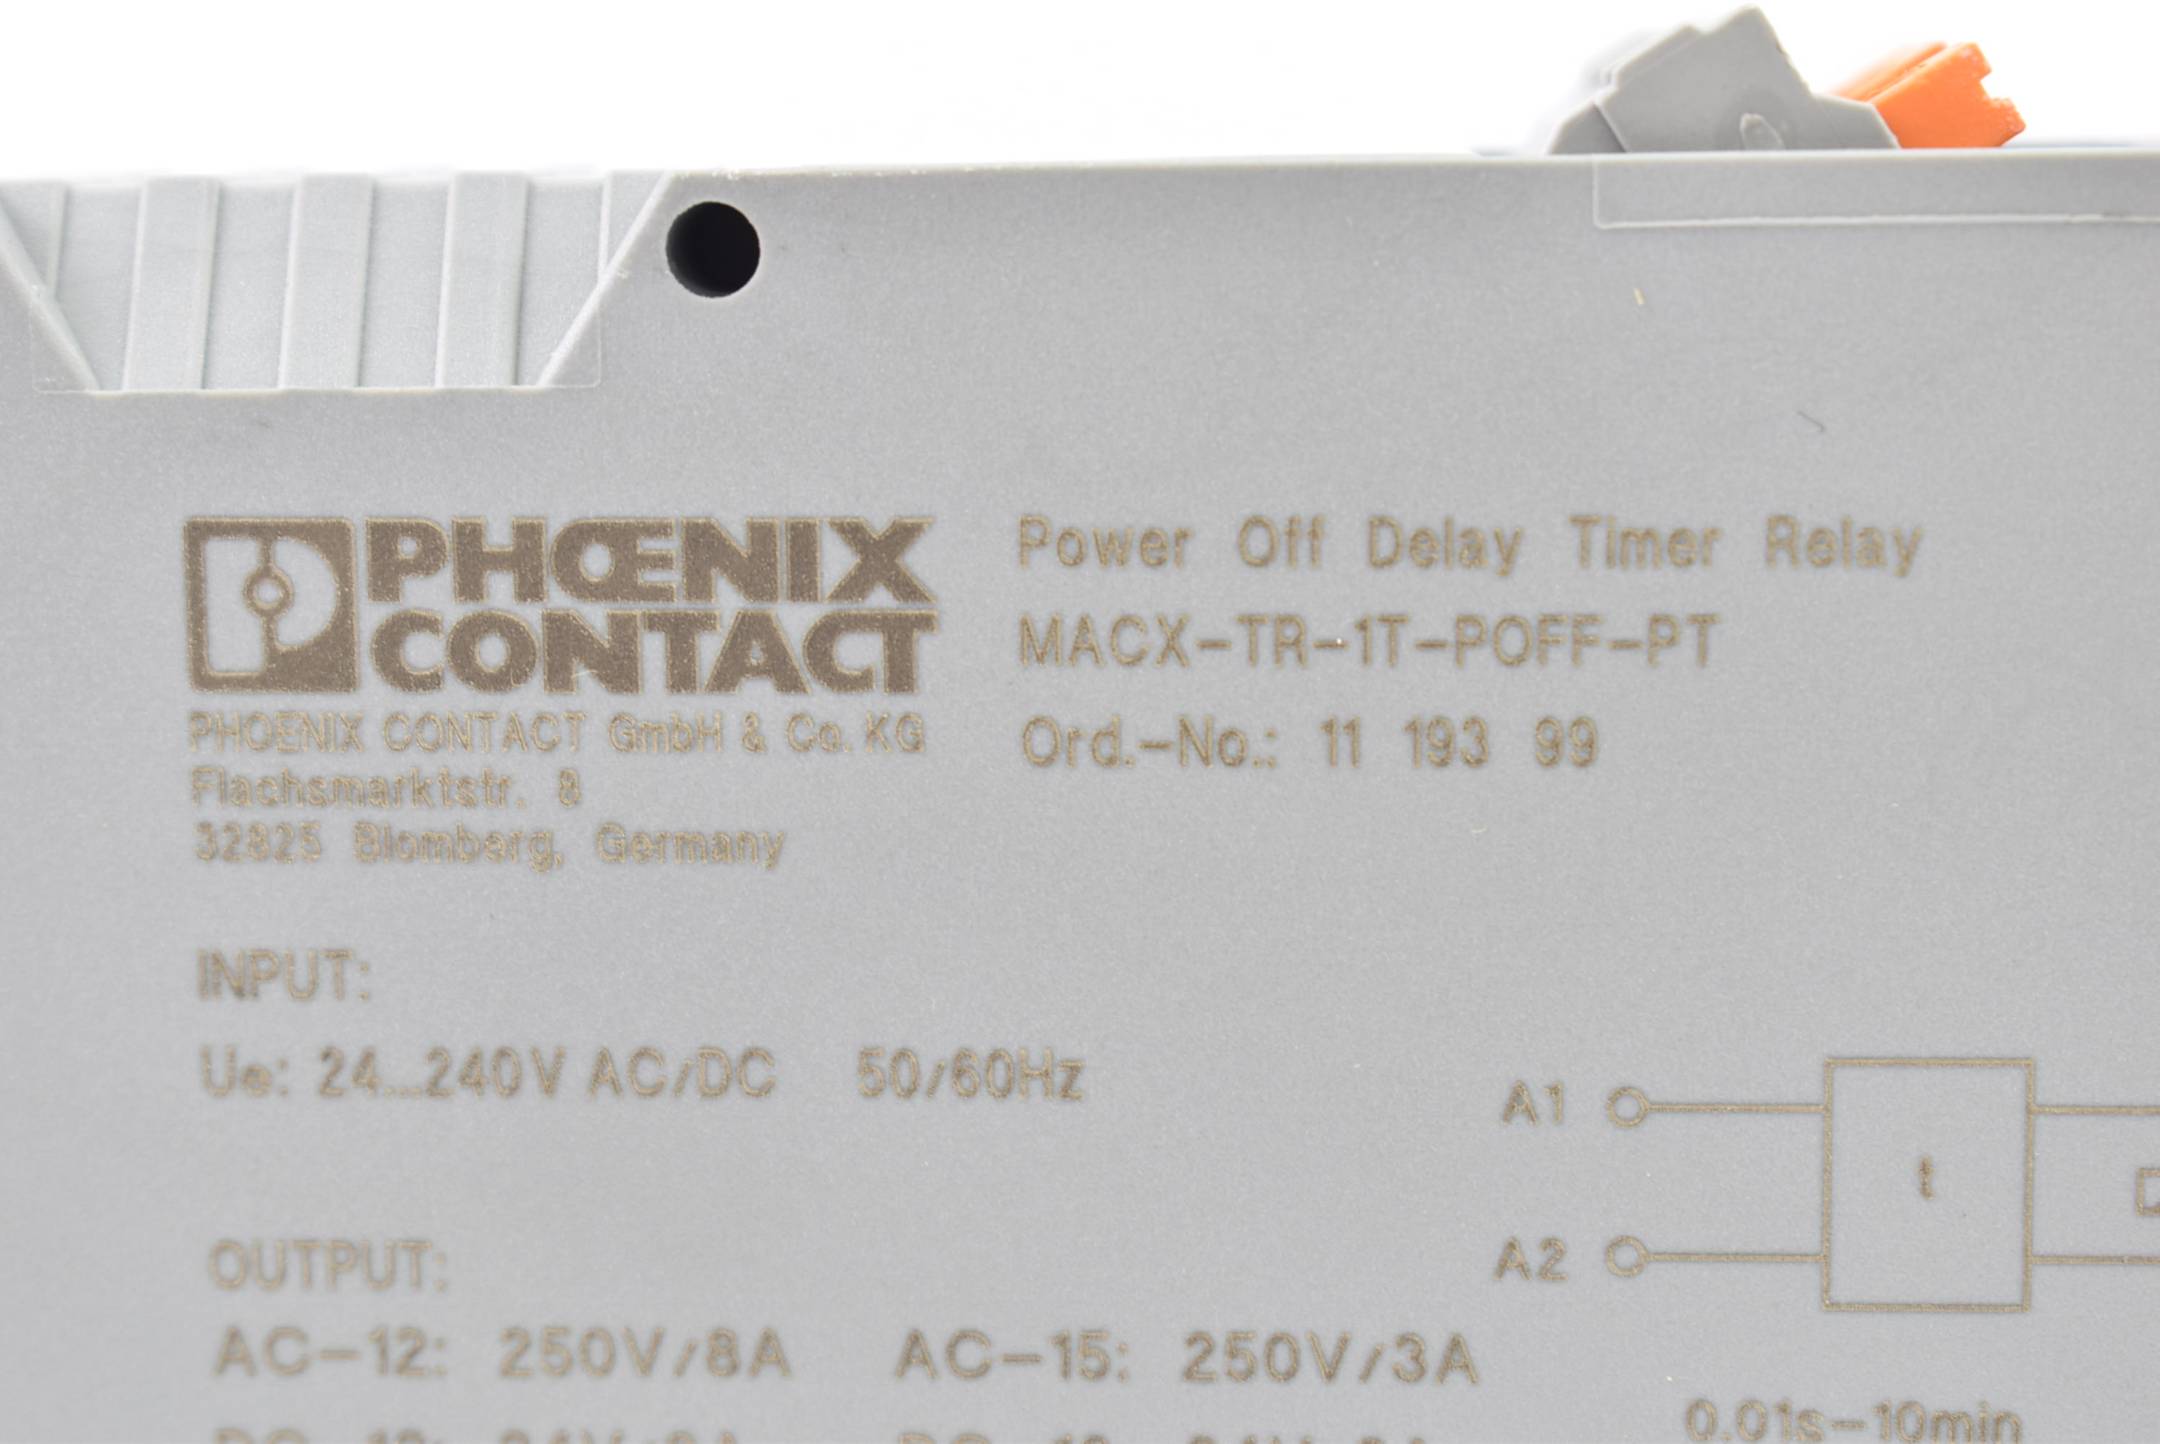 PHŒNIX
CONTACT
PHOENIX CONTACT GmbH & Co. KG
Flachsmarktstr. 8
32825 Blomberg, Germany
Power Off Delay Timer Relay
MACX-TR-1T-POFF-PT
Ord.-No.: 11 193 99
INPUT:
Ue: 24...240V AC/DC 50/60Hz
A1
t
A2
OUTPUT:
AC-12: 250V/8A AC-15: 250V/3A
0.01s-10min